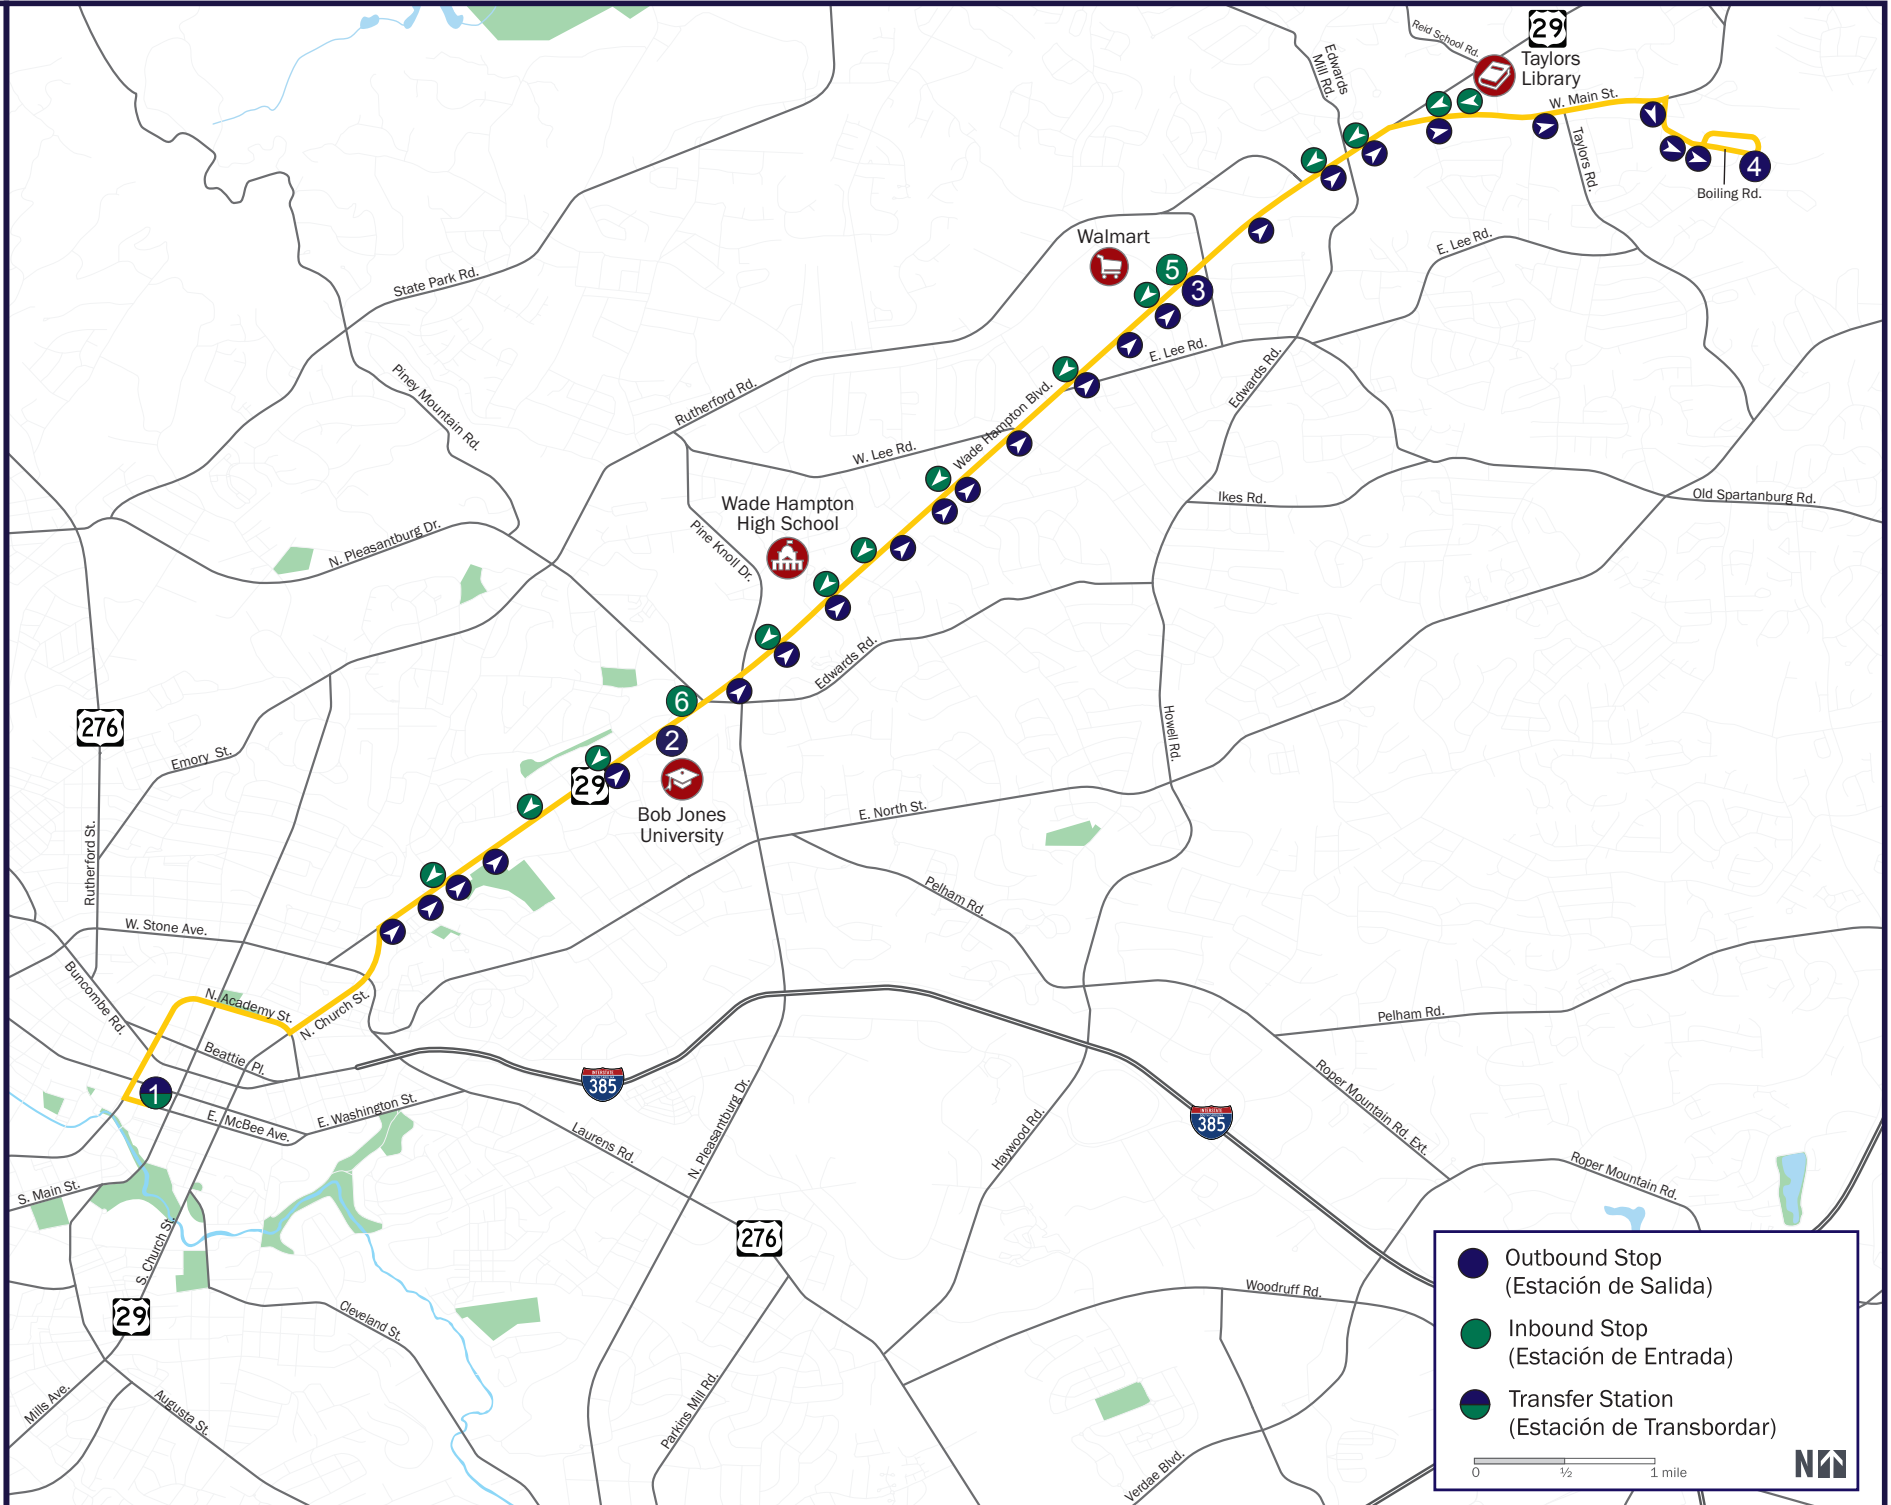 Reid School Rd.
29
Taylors
Library
Edwards
Mill Rd.
W. Main St.
Taylors Rd.
4
Boiling Rd.
Walmart
5
3
E. Lee Rd.
State Park Rd.
E. Lee Rd.
Edwards Rd.
Piney Mountain Rd.
Rutherford Rd.
Wade Hampton Blvd.
W. Lee Rd.
Ikes Rd.
Old Spartanburg Rd.
Wade Hampton
High School
N. Pleasantburg Dr.
Pine Knoll Dr.
Edwards Rd.
6
2
276
Howell Rd.
Emory St.
29
Bob Jones
University
E. North St.
Rutherford St.
Pelham Rd.
W. Stone Ave.
Buncombe Rd.
N. Academy St.
N. Church St.
Pelham Rd.
Beattie Pl.
1
INTERSTATE
385
E. Washington St.
E. McBee Ave.
Laurens Rd.
N. Pleasantburg Dr.
Haywood Rd.
INTERSTATE
385
Roper Mountain Rd. Ext.
Roper Mountain Rd.
S. Main St.
S. Church St.
276
29
Cleveland St.
Woodruff Rd.
Mills Ave.
Augusta St.
Parkins Mill Rd.
Verdae Blvd.
Outbound Stop
(Estación de Salida)
Inbound Stop
(Estación de Entrada)
Transfer Station
(Estación de Transbordar)
0 ½ 1 mile
N